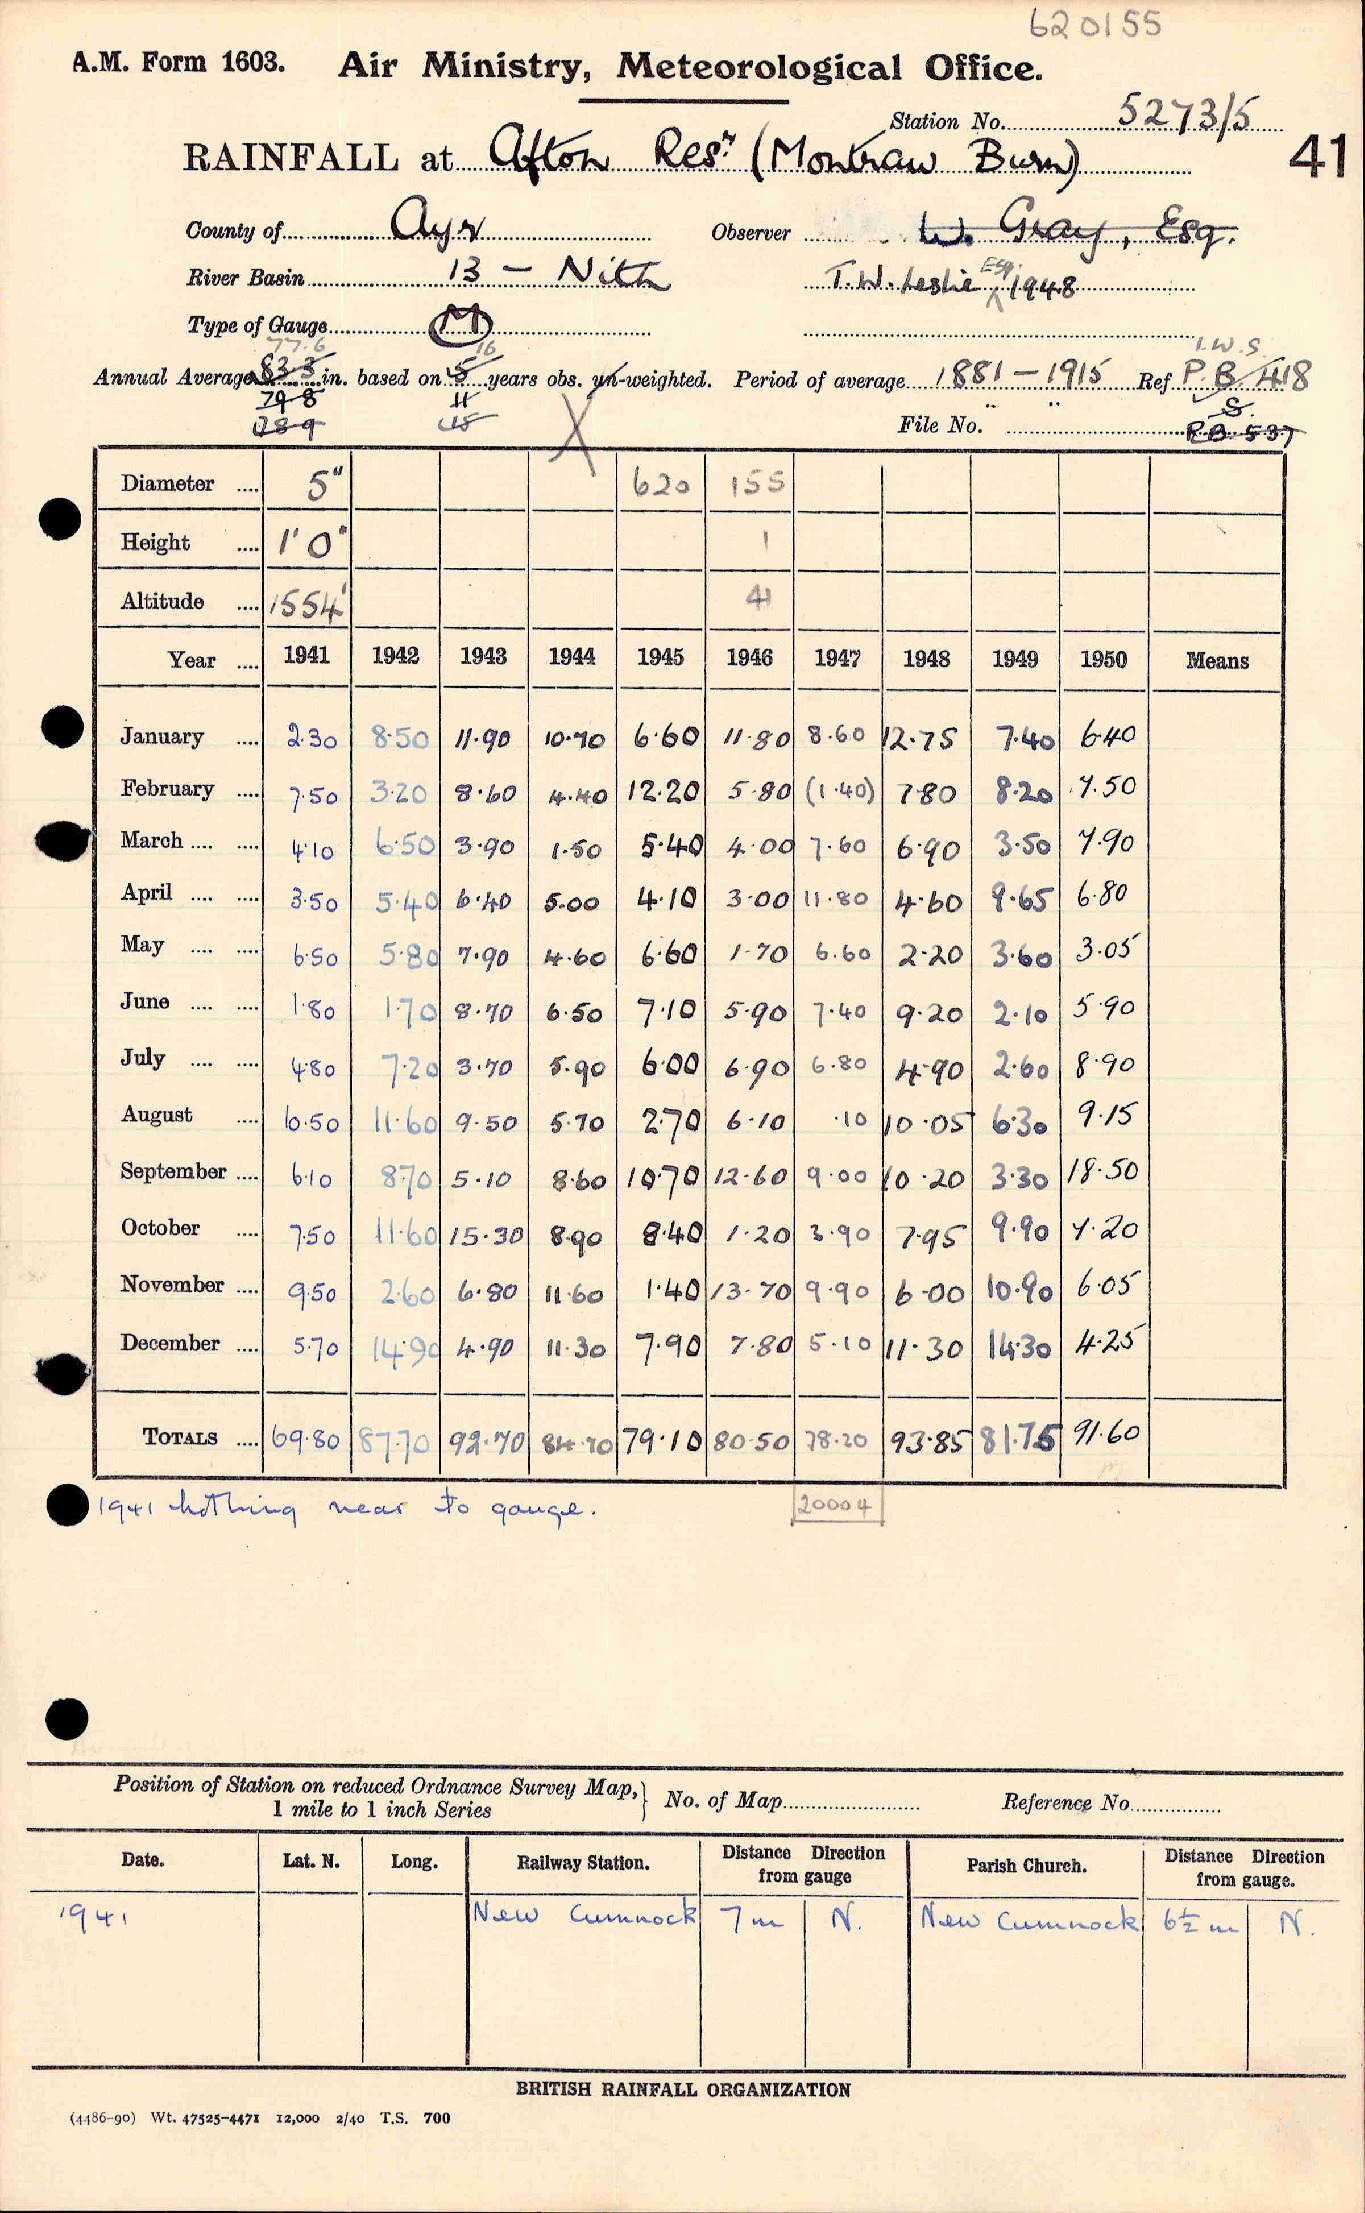 620155
A.M. Form 1603. Air Ministry, Meteorological Office.
Station No. 5273/5
RAINFALL at Afton Resr. (Montraw Burn) 41
County of Ayr Observer W. Gray, Esq.
River Basin 13 - Nith T.W. Leslie Esq. 1948
Type of Gauge M
77.6 16 I.W.S.
Annual Average 83.3 in. based on 5 years obs. un-weighted. Period of average 1881-1915 Ref P.B. 418
79.8 11 S.
78.9 15 File No. P.B. 537
Diameter .... 5" 620 155
Height .... 1' 0" 1
Altitude .... 1554' 41
Year .... 1941 1942 1943 1944 1945 1946 1947 1948 1949 1950 Means
January .... 2.30 8.50 11.90 10.70 6.60 11.80 8.60 12.75 7.40 6.40
February .... 7.50 3.20 8.60 4.40 12.20 5.80 (1.40) 7.80 8.20 7.50
March .... .... 4.10 6.50 3.90 1.50 5.40 4.00 7.60 6.90 3.50 7.90
April .... .... 3.50 5.40 6.40 5.00 4.10 3.00 11.80 4.60 9.65 6.80
May .... .... 6.50 5.80 7.90 4.60 6.60 1.70 6.60 2.20 3.60 3.05
June .... .... 1.80 1.70 8.70 6.50 7.10 5.90 7.40 9.20 2.10 5.90
July .... .... 4.80 7.20 3.70 5.90 6.00 6.90 6.80 4.90 2.60 8.90
August .... 6.50 11.60 9.50 5.70 2.70 6.10 .10 10.05 6.30 9.15
September .... 6.10 8.70 5.10 8.60 10.70 12.60 9.00 10.20 3.30 18.50
October .... 7.50 11.60 15.30 8.90 8.40 1.20 3.90 7.95 9.90 7.20
November .... 9.50 2.60 6.80 11.60 1.40 13.70 9.90 6.00 10.90 6.05
December .... 5.70 14.90 4.90 11.30 7.90 7.80 5.10 11.30 14.30 4.25
TOTALS .... 69.80 87.70 92.70 84.70 79.10 80.50 78.20 93.85 81.75 91.60
1941 Nothing near to gauge. 20004
Position of Station on reduced Ordnance Survey Map, No. of Map Reference No.
1 mile to 1 inch Series
Date. Lat. N. Long. Railway Station. Distance Direction from gauge Parish Church. Distance Direction from gauge.
1941 New Cumnock 7 m N. New Cumnock 6½ m N.
BRITISH RAINFALL ORGANIZATION
(4486-90) Wt. 47525-4471 12,000 2/40 T.S. 700